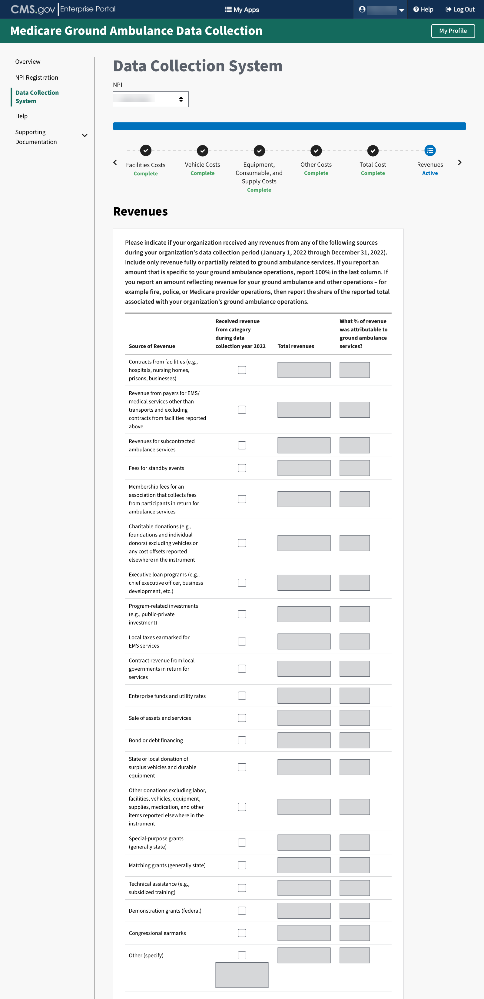 CMS.gov Enterprise Portal
My Apps
Help
Log Out
Medicare Ground Ambulance Data Collection
My Profile
Overview
NPI Registration
Data Collection
System
Help
Supporting
Documentation
Data Collection System
NPI
Facilities Costs
Complete
Vehicle Costs
Complete
Equipment,
Consumable, and
Supply Costs
Complete
Other Costs
Complete
Total Cost
Complete
Revenues
Active
Revenues
Please indicate if your organization received any revenues from any of the following sources
during your organization's data collection period (January 1, 2022 through December 31, 2022).
Include only revenue fully or partially related to ground ambulance services. If you report an
amount that is specific to your ground ambulance operations, report 100% in the last column. If
you report an amount reflecting revenue for your ground ambulance and other operations – for
example fire, police, or Medicare provider operations, then report the share of the reported total
associated with your organization’s ground ambulance operations.
Source of Revenue
Received revenue
from category
during data
collection year 2022
Total revenues
What % of revenue
was attributable to
ground ambulance
services?
Contracts from facilities (e.g.,
hospitals, nursing homes,
prisons, businesses)
Revenue from payers for EMS/
medical services other than
transports and excluding
contracts from facilities reported
above.
Revenues for subcontracted
ambulance services
Fees for standby events
Membership fees for an
association that collects fees
from participants in return for
ambulance services
Charitable donations (e.g.,
foundations and individual
donors) excluding vehicles or
any cost offsets reported
elsewhere in the instrument
Executive loan programs (e.g.,
chief executive officer, business
development, etc.)
Program-related investments
(e.g., public-private
investment)
Local taxes earmarked for
EMS services
Contract revenue from local
governments in return for
services
Enterprise funds and utility rates
Sale of assets and services
Bond or debt financing
State or local donation of
surplus vehicles and durable
equipment
Other donations excluding labor,
facilities, vehicles, equipment,
supplies, medication, and other
items reported elsewhere in the
instrument
Special-purpose grants
(generally state)
Matching grants (generally state)
Technical assistance (e.g.,
subsidized training)
Demonstration grants (federal)
Congressional earmarks
Other (specify)